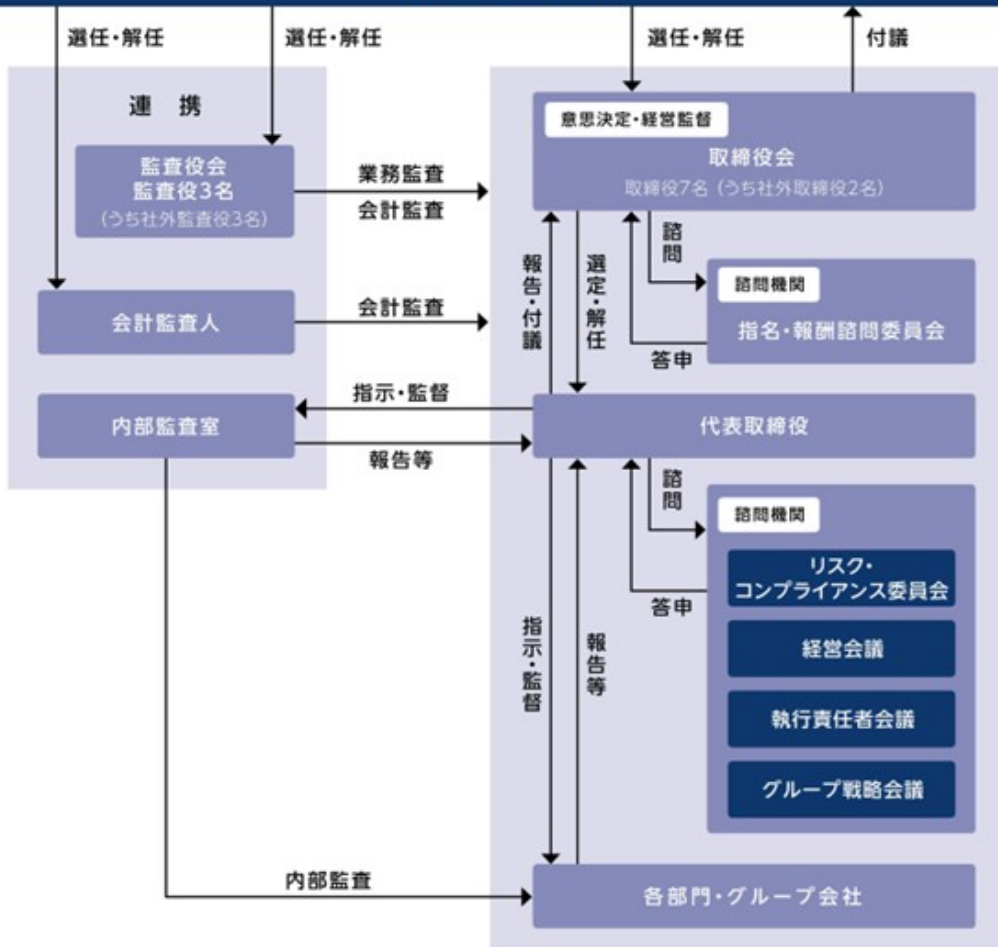 選任・解任
選任・解任
選任・解任
付議
連 携
監査役会
監査役3名
(うち社外監査役3名)
業務監査
会計監査
意思決定・経営監督
取締役会
取締役7名 (うち社外取締役2名)
諮問
報告・付議
選定・解任
諮問機関
指名・報酬諮問委員会
答申
会計監査人
会計監査
指示・監督
内部監査室
報告等
代表取締役
諮問
諮問機関
リスク・
コンプライアンス委員会
答申
経営会議
指示・監督
報告等
執行責任者会議
グループ戦略会議
内部監査
各部門・グループ会社